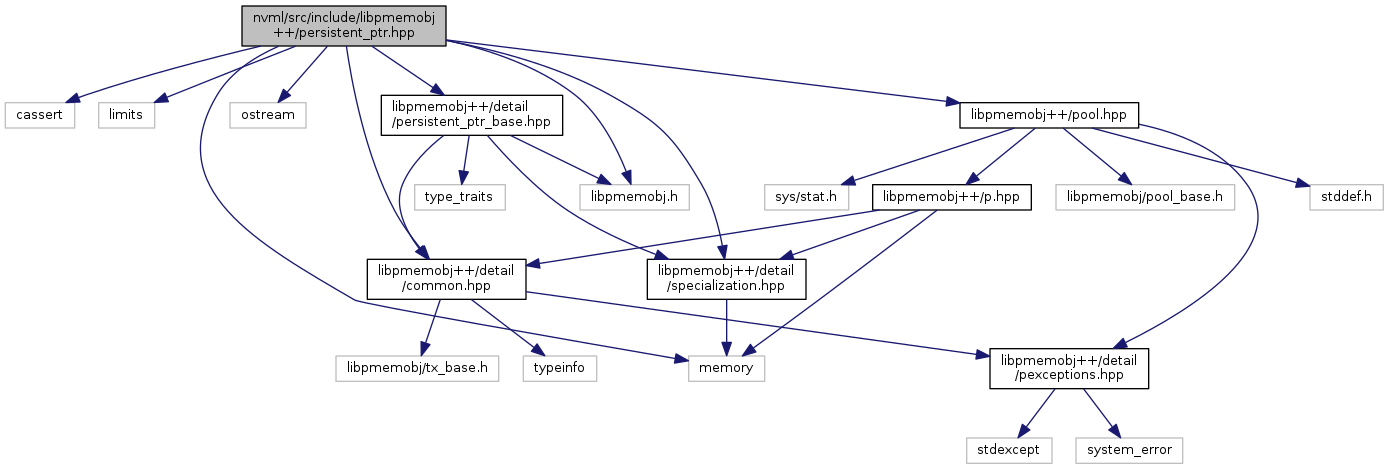 nvml/src/include/libpmemobj
++/persistent_ptr.hpp
cassert
limits
ostream
libpmemobj++/detail
/persistent_ptr_base.hpp
libpmemobj++/pool.hpp
type_traits
libpmemobj.h
sys/stat.h
libpmemobj++/p.hpp
libpmemobj/pool_base.h
stddef.h
libpmemobj++/detail
/common.hpp
libpmemobj++/detail
/specialization.hpp
libpmemobj/tx_base.h
typeinfo
memory
libpmemobj++/detail
/pexceptions.hpp
stdexcept
system_error